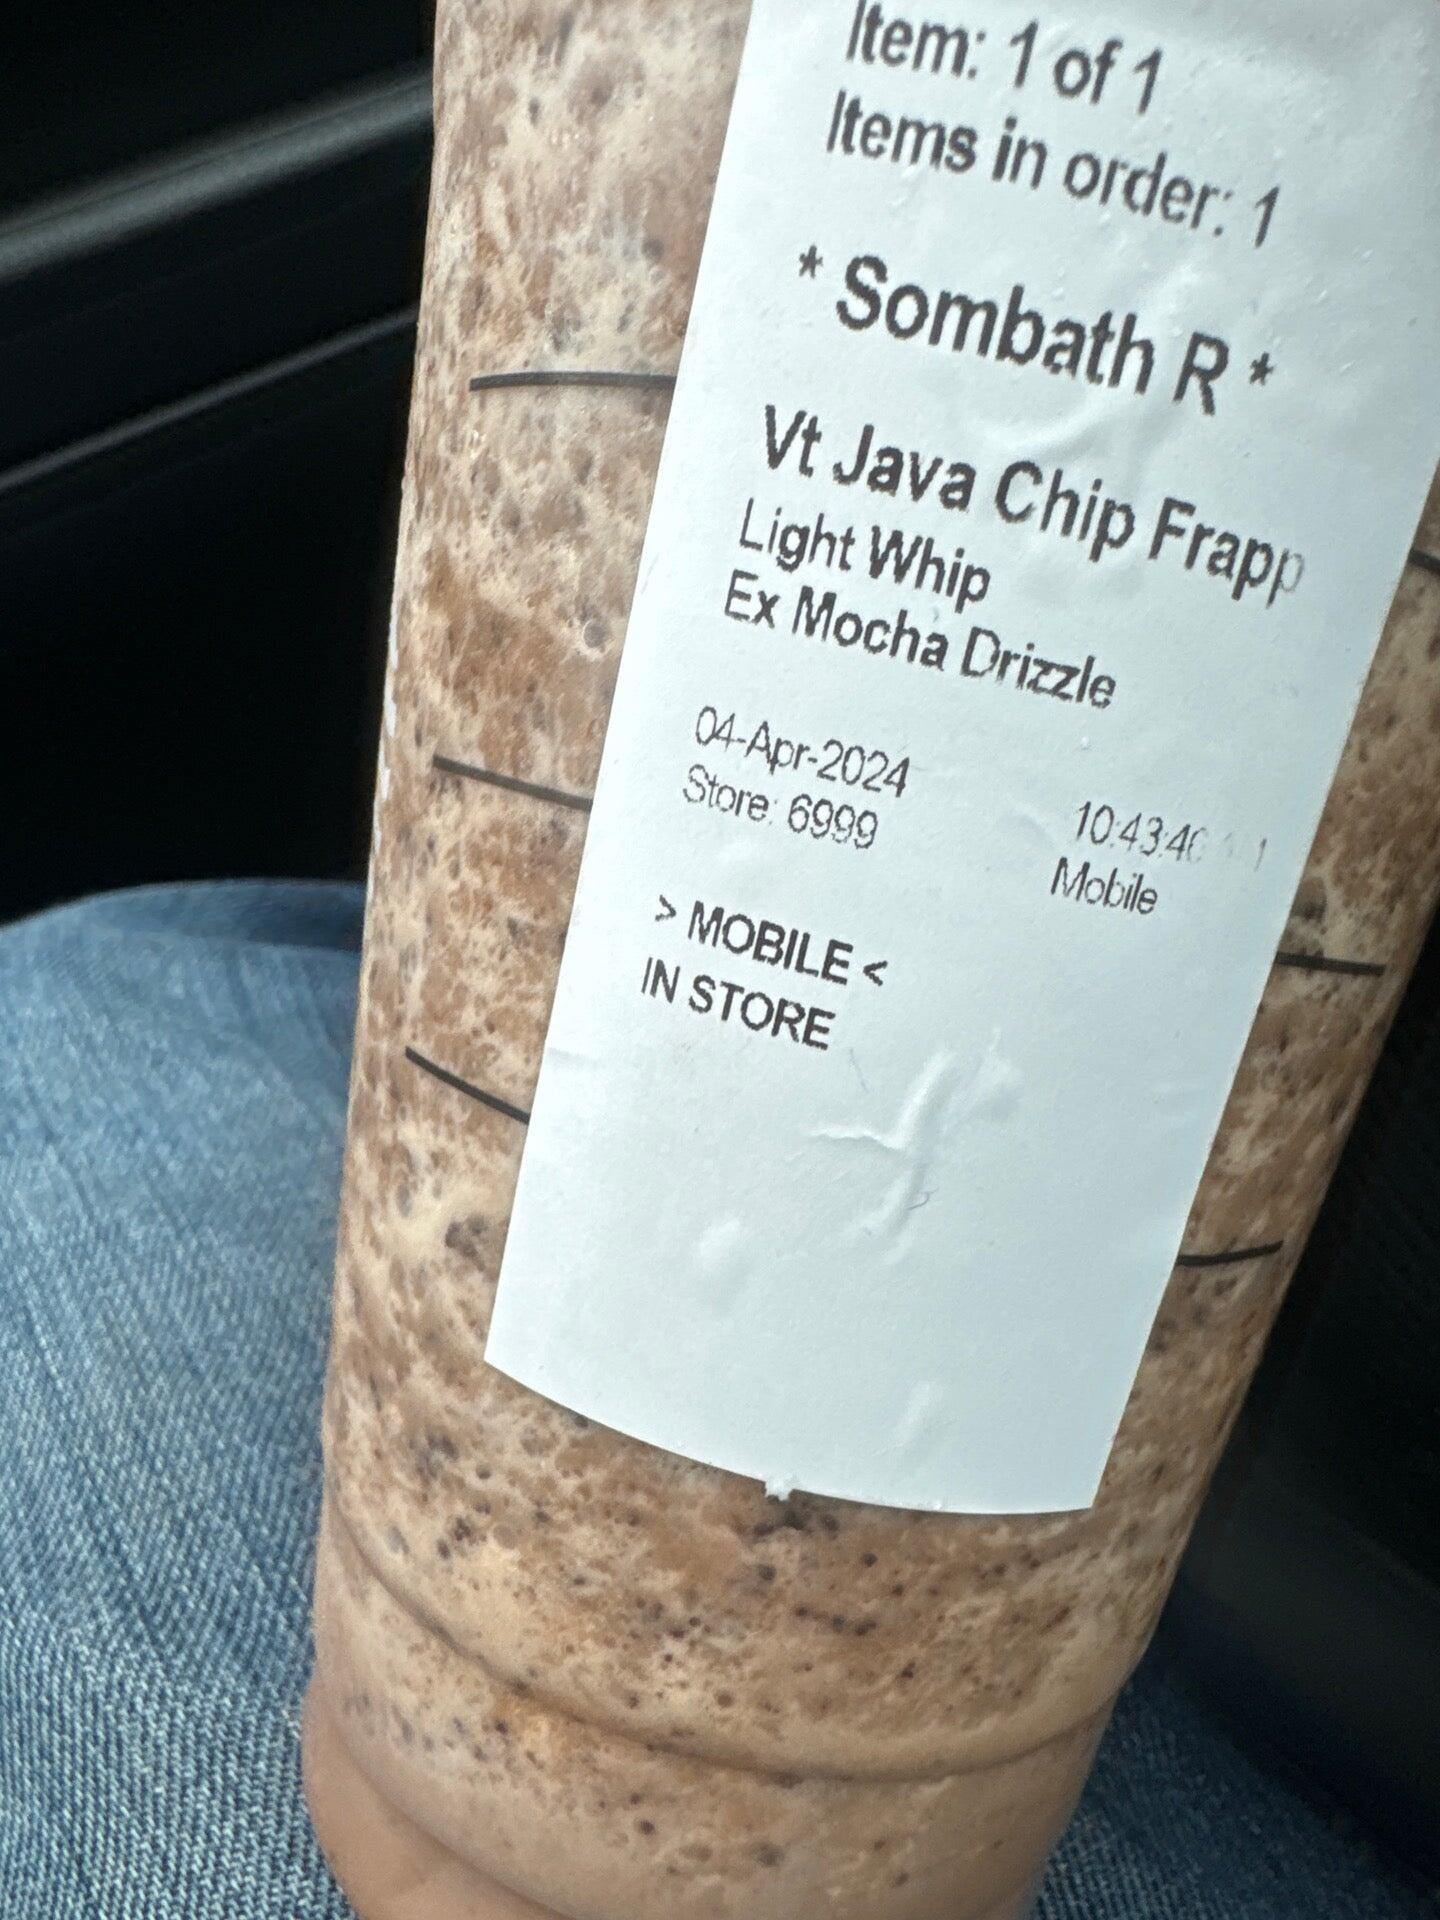 Item: 1 of 1
Items in order: 1
* Sombath R *
Vt Java Chip Frapp
Light Whip
Ex Mocha Drizzle
04-Apr-2024
Store: 6999
Mobile
> MOBILE <
IN STORE